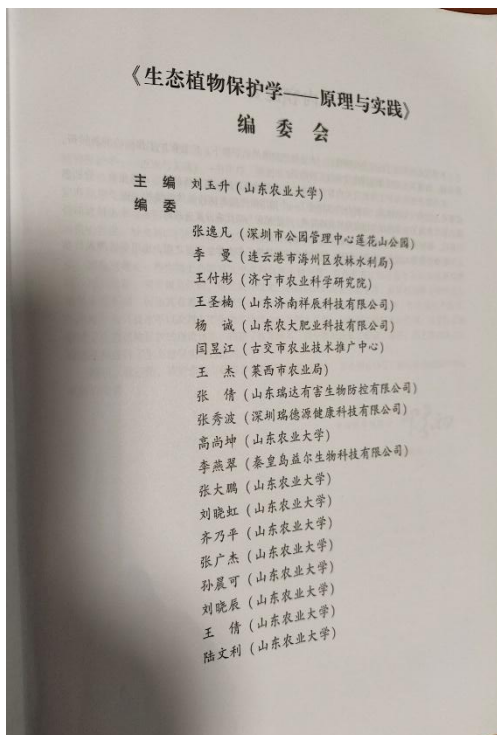 《生态植物保护学——原理与实践》
编 委 会
主 编 刘玉升（山东农业大学）
编 委
张逸凡（深圳市公园管理中心莲花山公园）
李 曼（连云港市海州区农林水利局）
王付彬（济宁市农业科学研究院）
王圣楠（山东济南祥辰科技有限公司）
杨 诚（山东农大肥业科技有限公司）
闫昱江（古交市农业技术推广中心）
王 杰（莱西市农业局）
张 倩（山东瑞达有害生物防控有限公司）
张秀波（深圳瑞德源健康科技有限公司）
高尚坤（山东农业大学）
李燕翠（秦皇岛益尔生物科技有限公司）
张大鹏（山东农业大学）
刘晓虹（山东农业大学）
齐乃平（山东农业大学）
张广杰（山东农业大学）
孙晨可（山东农业大学）
刘晓辰（山东农业大学）
王 倩（山东农业大学）
陆文利（山东农业大学）